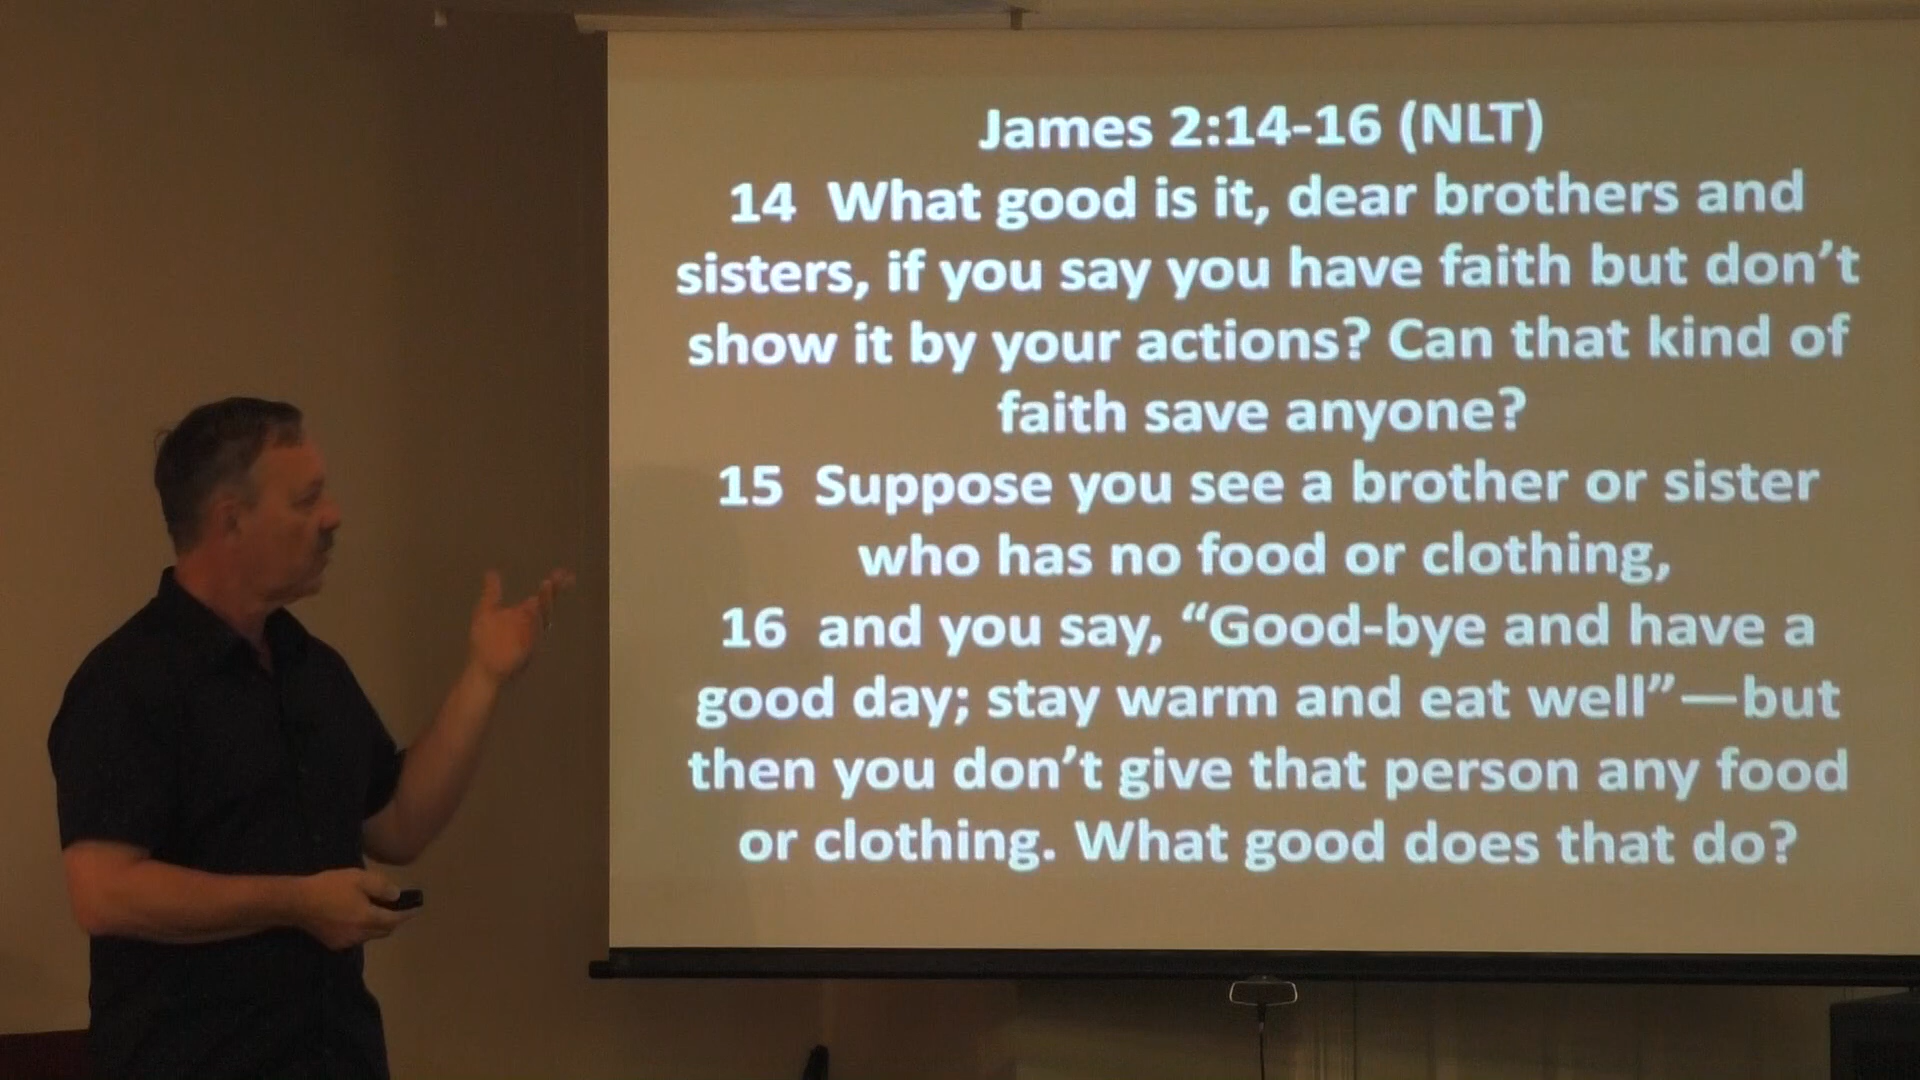 James 2:14-16 (NLT)
14 What good is it, dear brothers and
sisters, if you say you have faith but don’t
show it by your actions? Can that kind of
faith save anyone?
15 Suppose you see a brother or sister
who has no food or clothing,
16 and you say, “Good-bye and have a
good day; stay warm and eat well”—but
then you don’t give that person any food
or clothing. What good does that do?